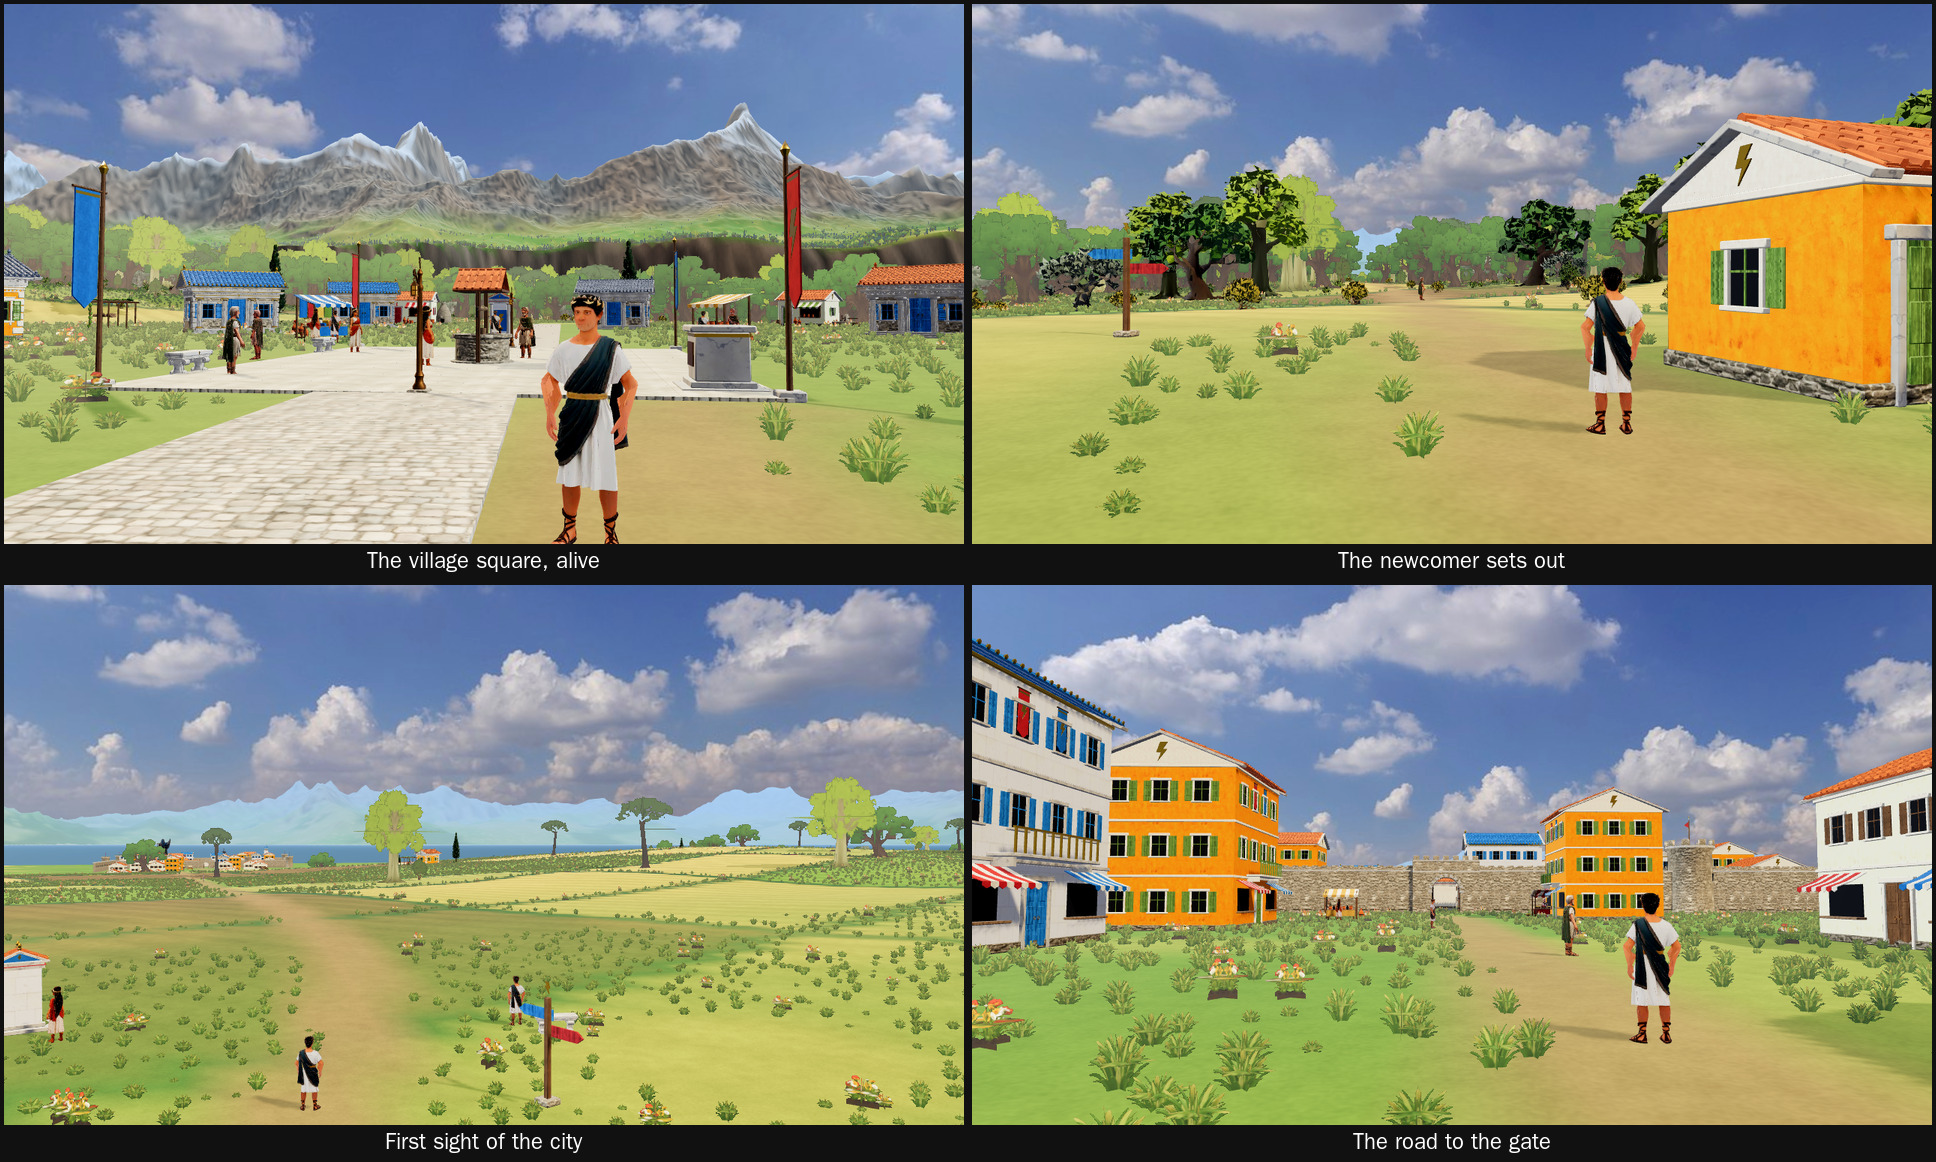 The village square, alive
The newcomer sets out
First sight of the city
The road to the gate